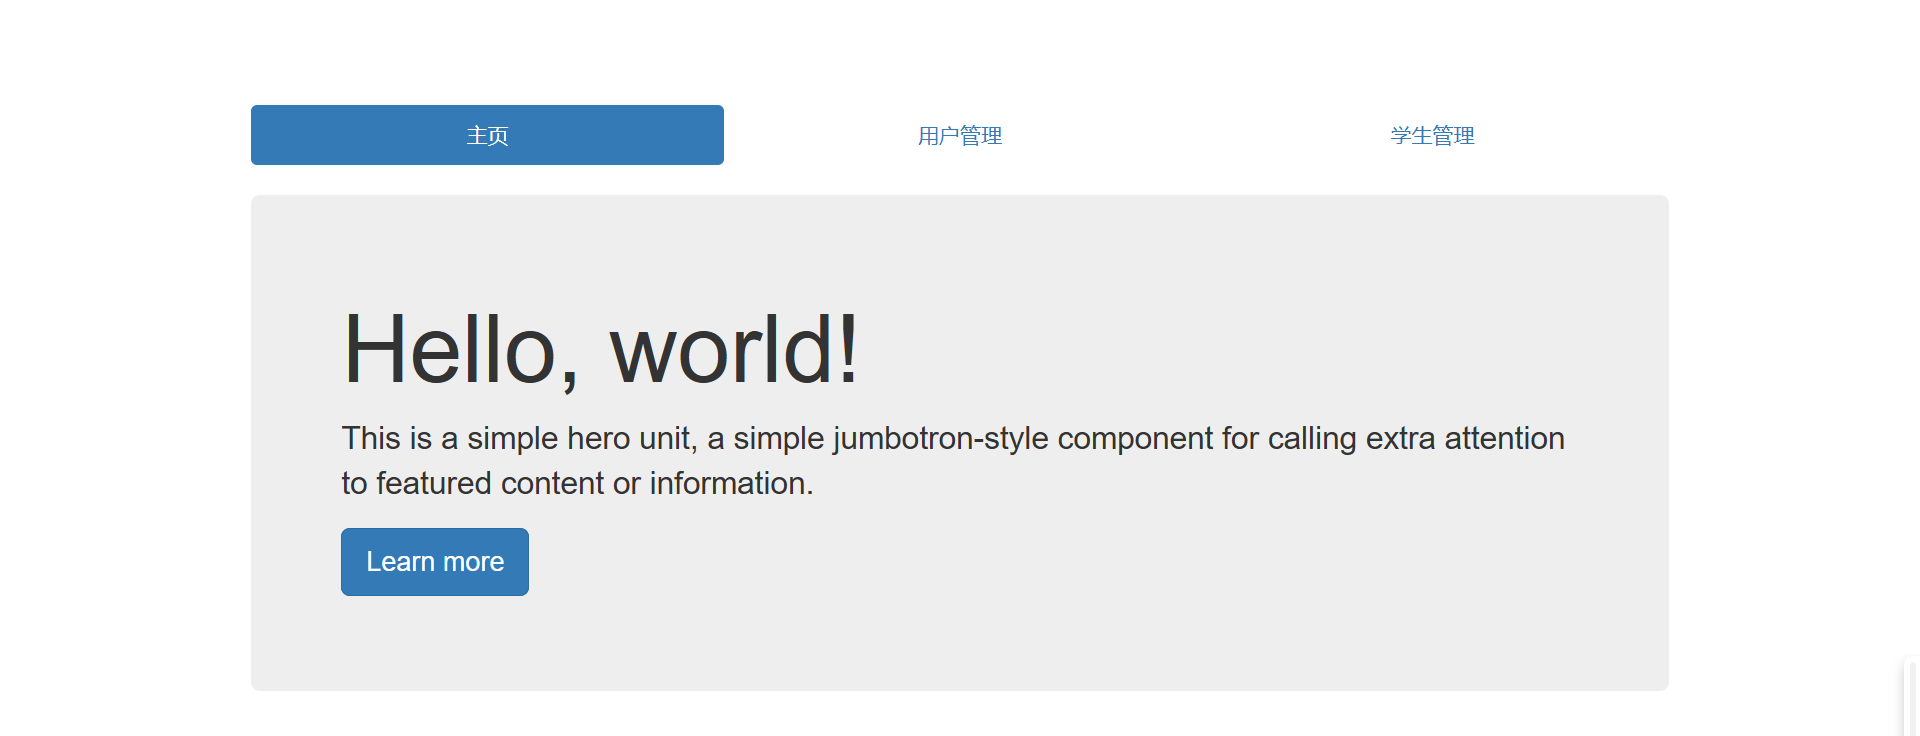 主页 用户管理 学生管理
Hello, world!
This is a simple hero unit, a simple jumbotron-style component for calling extra attention
to featured content or information.
Learn more